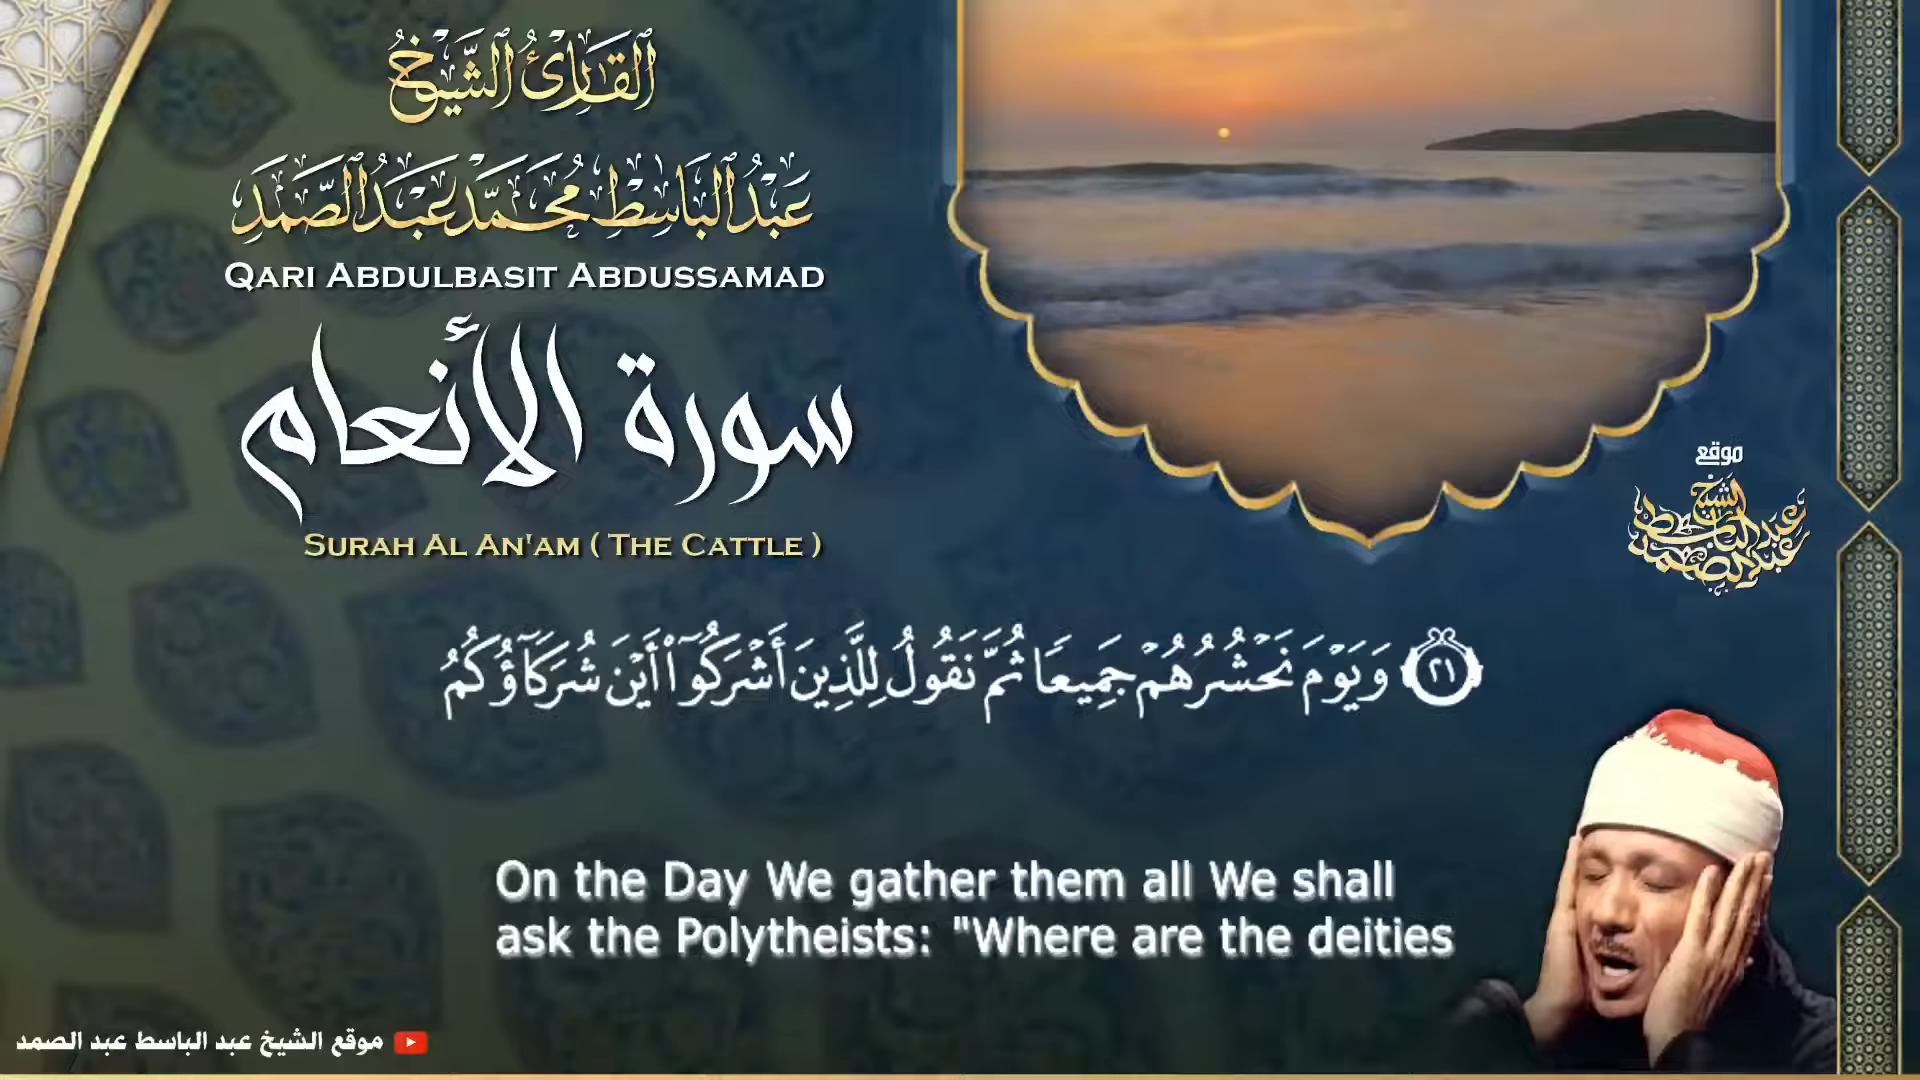 القارئ الشيخ
عبد الباسط محمد عبد الصمد
QARI ABDULBASIT ABDUSSAMAD
سورة الأنعام
SURAH AL AN'AM ( THE CATTLE )
موقع
الشيخ
عبد الباسط
عبد الصمد
٢١ وَيَوْمَ نَحْشُرُهُمْ جَمِيعًا ثُمَّ نَقُولُ لِلَّذِينَ أَشْرَكُوٓا۟ أَيْنَ شُرَكَآؤُكُمُ
On the Day We gather them all We shall
ask the Polytheists: "Where are the deities
موقع الشيخ عبد الباسط عبد الصمد